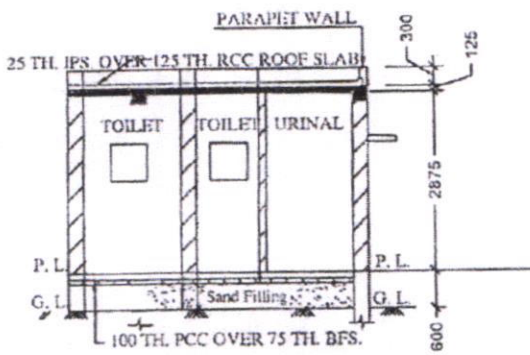 PARAPET WALL
25 TH. IPS. OVER 125 TH. RCC ROOF SLAB
300
125
TOILET TOILET URINAL
2875
P. L. P. L.
G. L. Sand Filling G. L.
600
100 TH. PCC OVER 75 TH. BFS.